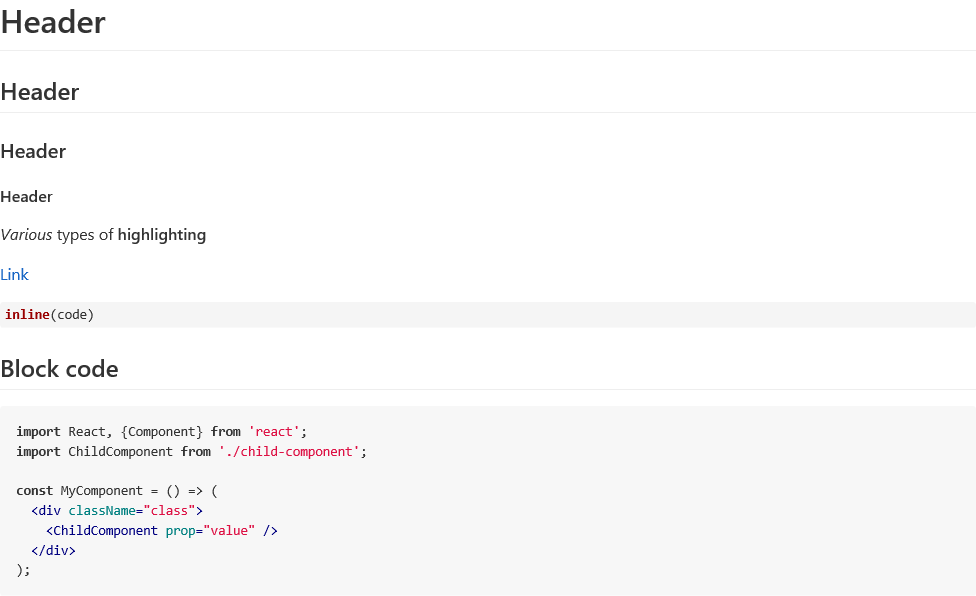 Header
Header
Header
Header
Various types of highlighting
Link
inline(code)
Block code
import React, {Component} from 'react';
import ChildComponent from './child-component';
const MyComponent = () => (
  <div className="class">
    <ChildComponent prop="value" />
  </div>
);